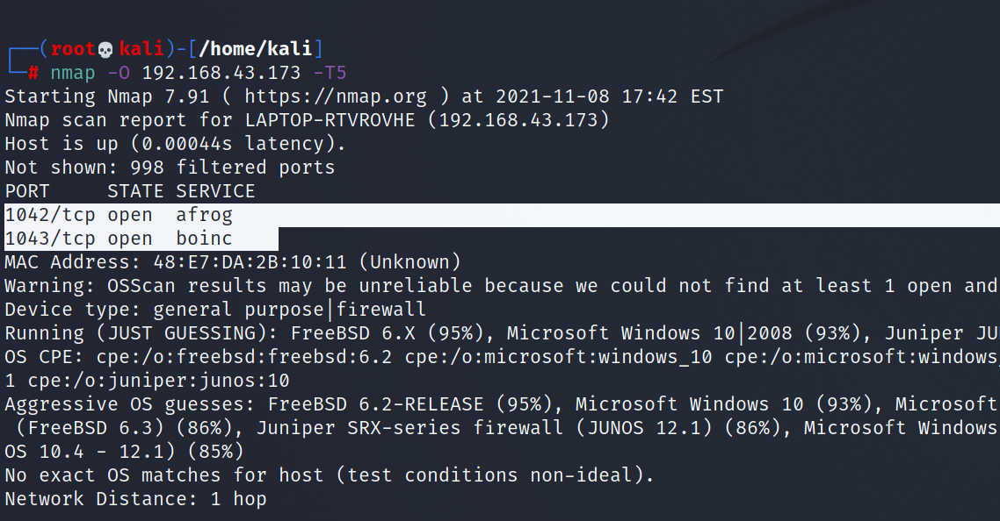 ┌──(root💀kali)-[/home/kali]
└─# nmap -O 192.168.43.173 -T5
Starting Nmap 7.91 ( https://nmap.org ) at 2021-11-08 17:42 EST
Nmap scan report for LAPTOP-RTVROVHE (192.168.43.173)
Host is up (0.00044s latency).
Not shown: 998 filtered ports
PORT     STATE SERVICE
1042/tcp open  afrog
1043/tcp open  boinc
MAC Address: 48:E7:DA:2B:10:11 (Unknown)
Warning: OSScan results may be unreliable because we could not find at least 1 open and
Device type: general purpose|firewall
Running (JUST GUESSING): FreeBSD 6.X (95%), Microsoft Windows 10|2008 (93%), Juniper JU
OS CPE: cpe:/o:freebsd:freebsd:6.2 cpe:/o:microsoft:windows_10 cpe:/o:microsoft:windows_
1 cpe:/o:juniper:junos:10
Aggressive OS guesses: FreeBSD 6.2-RELEASE (95%), Microsoft Windows 10 (93%), Microsoft
(FreeBSD 6.3) (86%), Juniper SRX-series firewall (JUNOS 12.1) (86%), Microsoft Windows
OS 10.4 - 12.1) (85%)
No exact OS matches for host (test conditions non-ideal).
Network Distance: 1 hop